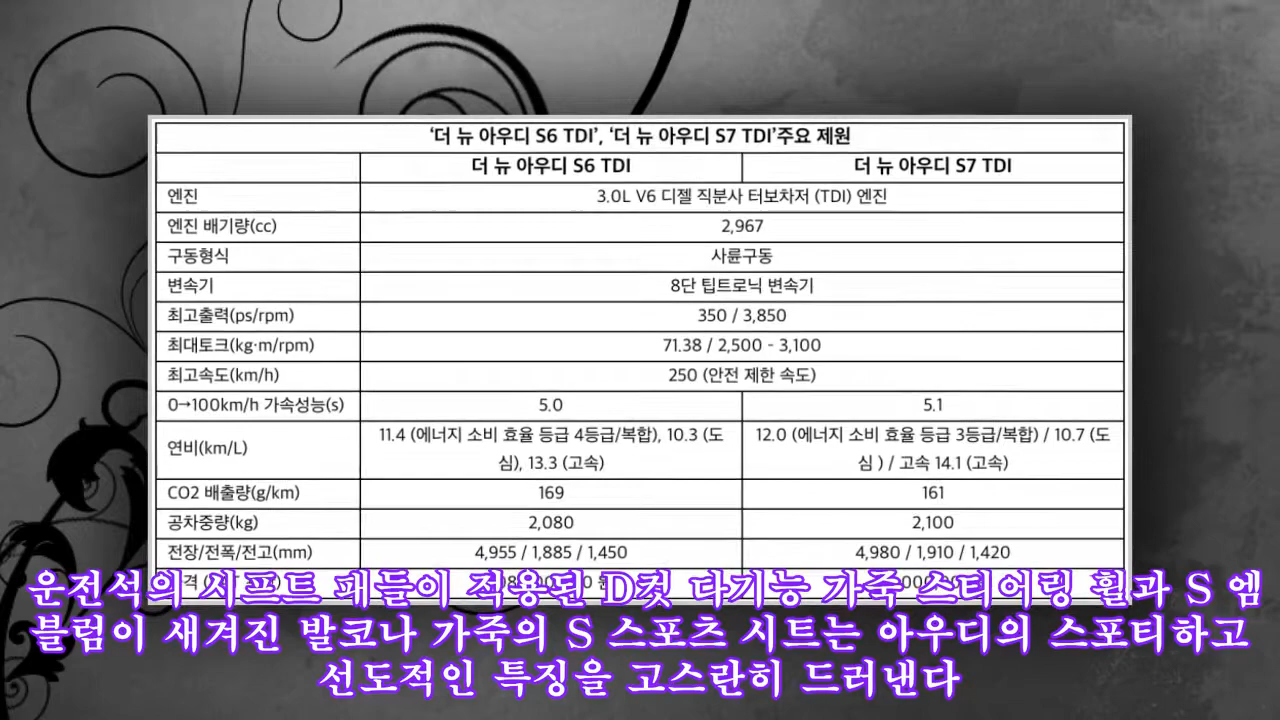 ‘더 뉴 아우디 S6 TDI’, ‘더 뉴 아우디 S7 TDI’주요 제원
더 뉴 아우디 S6 TDI 더 뉴 아우디 S7 TDI
엔진 3.0L V6 디젤 직분사 터보차저 (TDI) 엔진
엔진 배기량(cc) 2,967
구동형식 사륜구동
변속기 8단 팁트로닉 변속기
최고출력(ps/rpm) 350 / 3,850
최대토크(kg·m/rpm) 71.38 / 2,500 - 3,100
최고속도(km/h) 250 (안전 제한 속도)
0→100km/h 가속성능(s) 5.0 5.1
연비(km/L) 11.4 (에너지 소비 효율 등급 4등급/복합), 10.3 (도 12.0 (에너지 소비 효율 등급 3등급/복합) / 10.7 (도
심), 13.3 (고속) 심 ) / 고속 14.1 (고속)
CO2 배출량(g/km) 169 161
공차중량(kg) 2,080 2,100
전장/전폭/전고(mm) 4,955 / 1,885 / 1,450 4,980 / 1,910 / 1,420
운전석의 시프트 패들이 적용된 D컷 다기능 가죽 스티어링 휠과 S 엠
블럼이 새겨진 발코나 가죽의 S 스포츠 시트는 아우디의 스포티하고
선도적인 특징을 고스란히 드러낸다